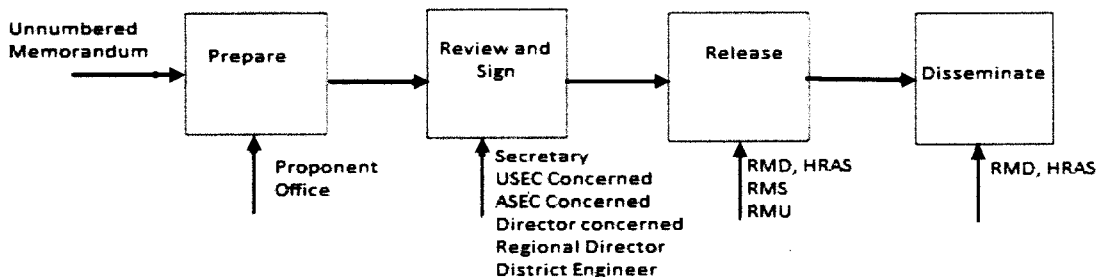 Unnumbered
Memorandum
Prepare
Proponent
Office
Review and
Sign
Secretary
USEC Concerned
ASEC Concerned
Director concerned
Regional Director
District Engineer
Release
RMD, HRAS
RMS
RMU
Disseminate
RMD, HRAS